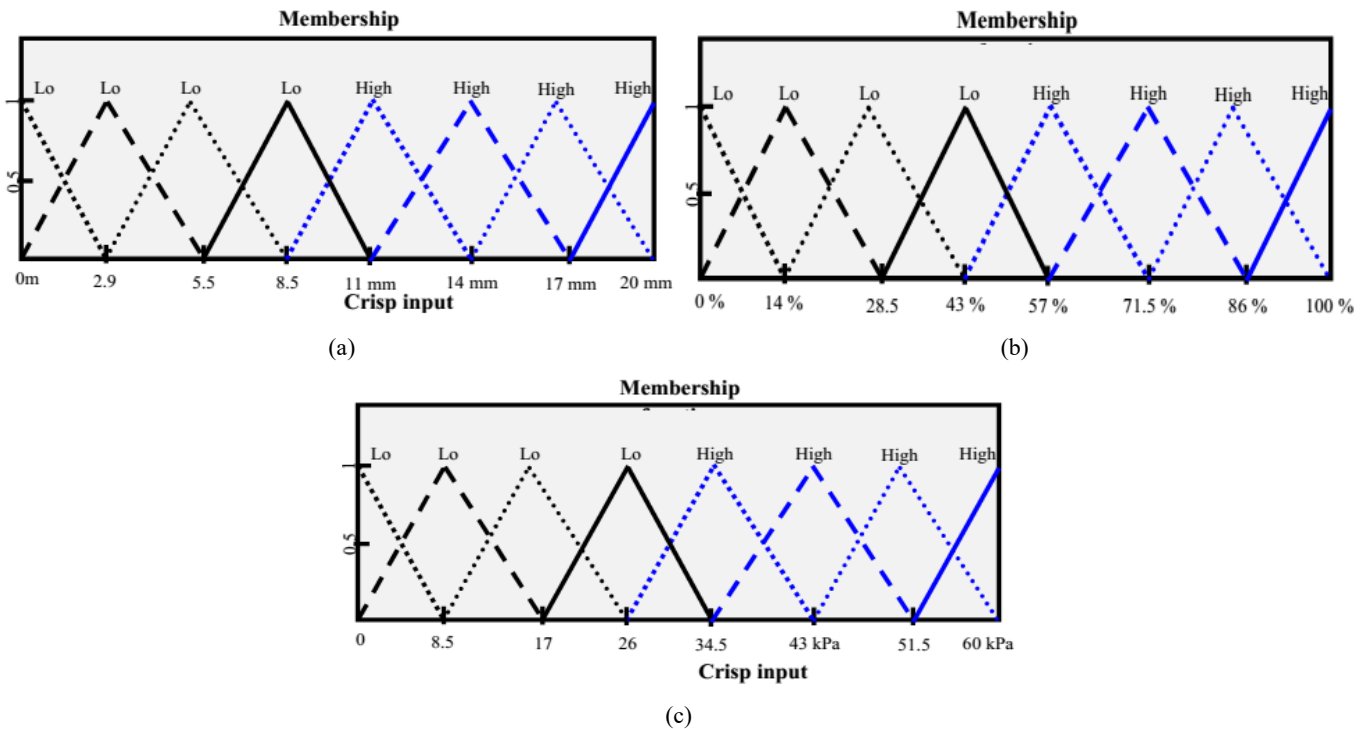 Membership
Lo Lo Lo Lo High High High High
1
0.5
0m 2.9 5.5 8.5 11 mm 14 mm 17 mm 20 mm
Crisp input
(a)
Membership
Lo Lo Lo Lo High High High High
1
0.5
0 % 14 % 28.5 43 % 57 % 71.5 % 86 % 100 %
(b)
Membership
Lo Lo Lo Lo High High High High
1
0.5
0 8.5 17 26 34.5 43 kPa 51.5 60 kPa
Crisp input
(c)